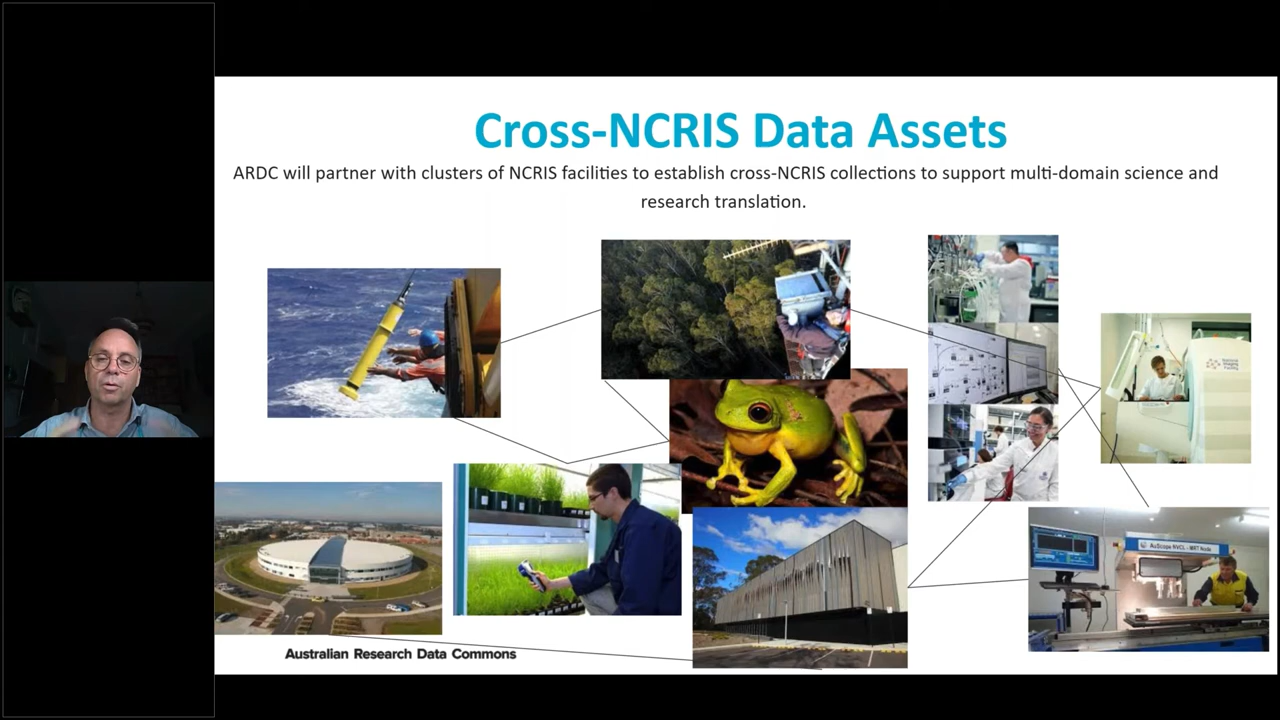 Cross-NCRIS Data Assets
ARDC will partner with clusters of NCRIS facilities to establish cross-NCRIS collections to support multi-domain science and
research translation.
AuScope NVCL - MRT Node
Australian Research Data Commons